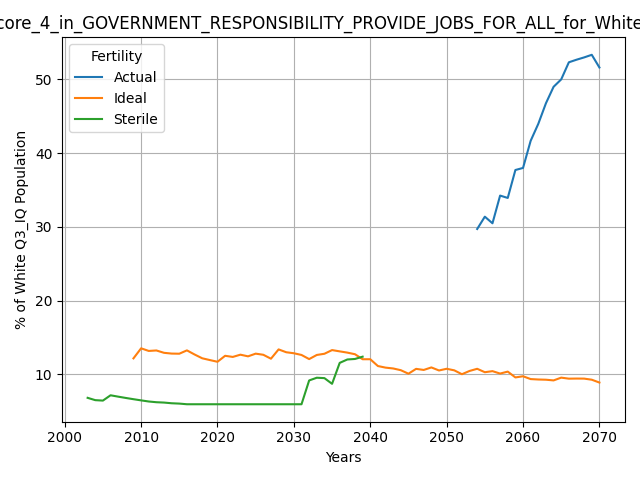 core_4_in_GOVERNMENT_RESPONSIBILITY_PROVIDE_JOBS_FOR_ALL_for_White
Fertility
Actual
Ideal
Sterile
% of White Q3_IQ Population
50
40
30
20
10
2000 2010 2020 2030 2040 2050 2060 2070
Years